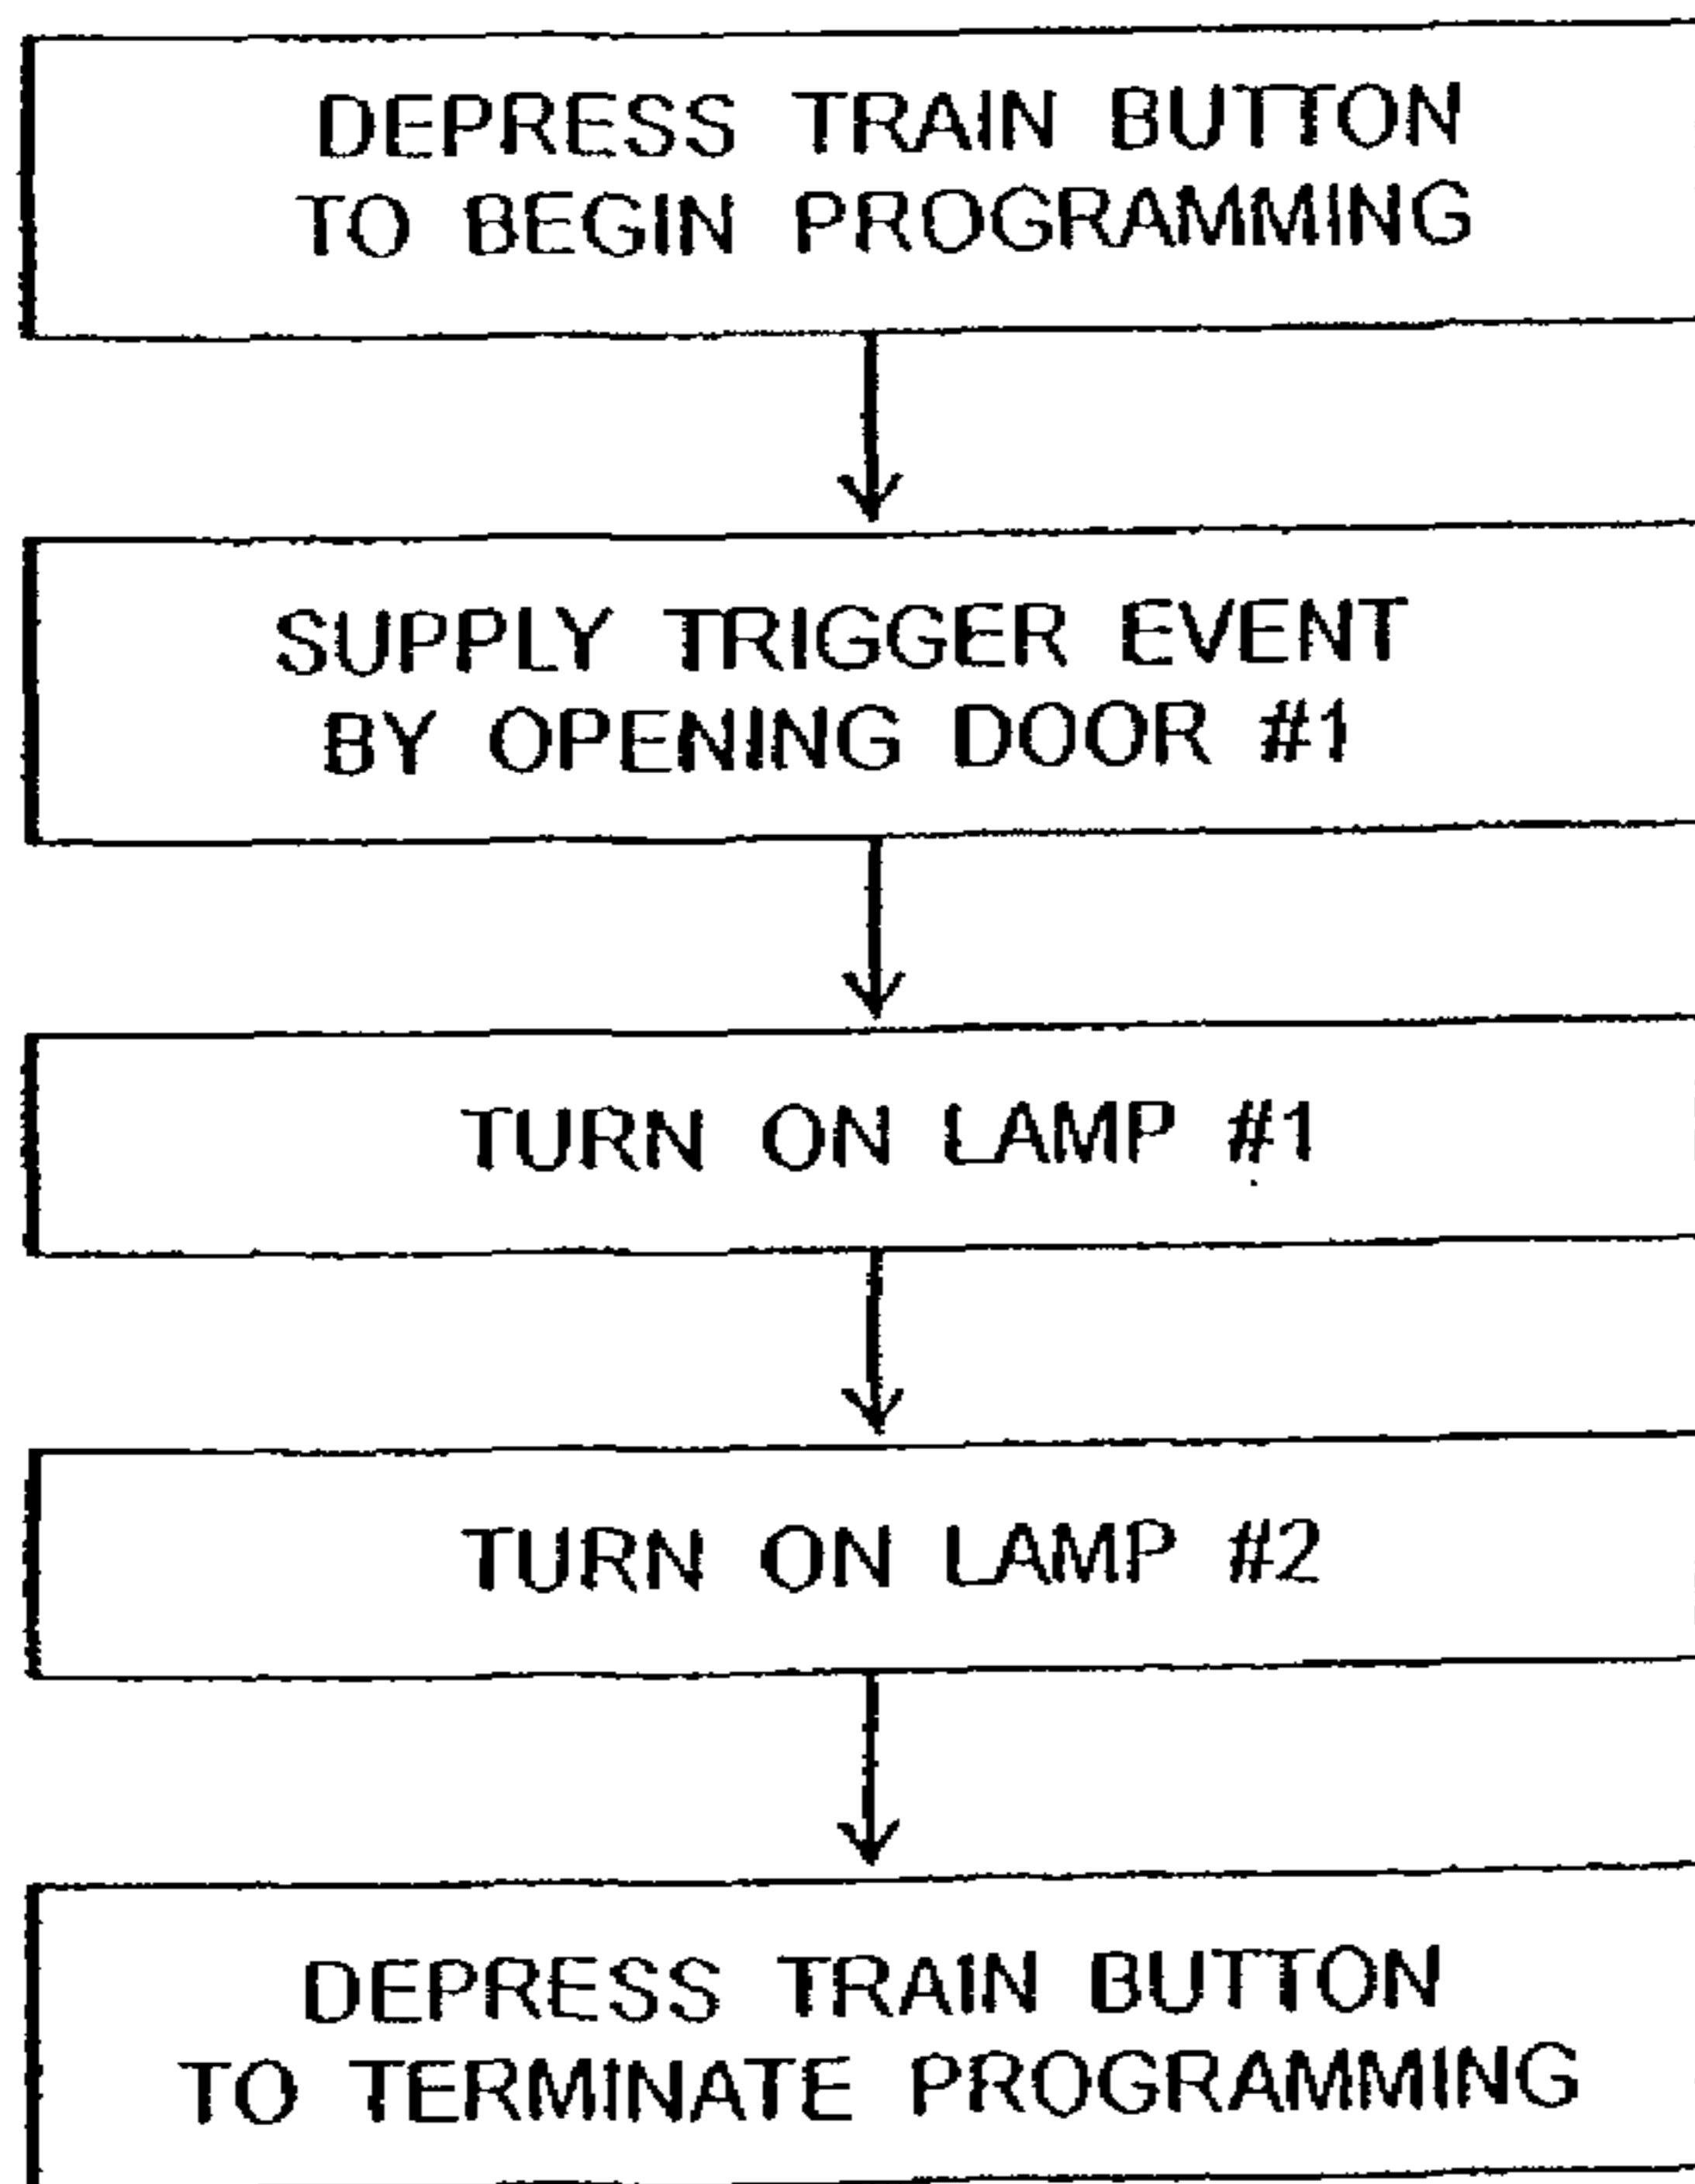 DEPRESS TRAIN BUTTON
TO BEGIN PROGRAMMING
SUPPLY TRIGGER EVENT
BY OPENING DOOR #1
TURN ON LAMP #1
TURN ON LAMP #2
DEPRESS TRAIN BUTTON
TO TERMINATE PROGRAMMING